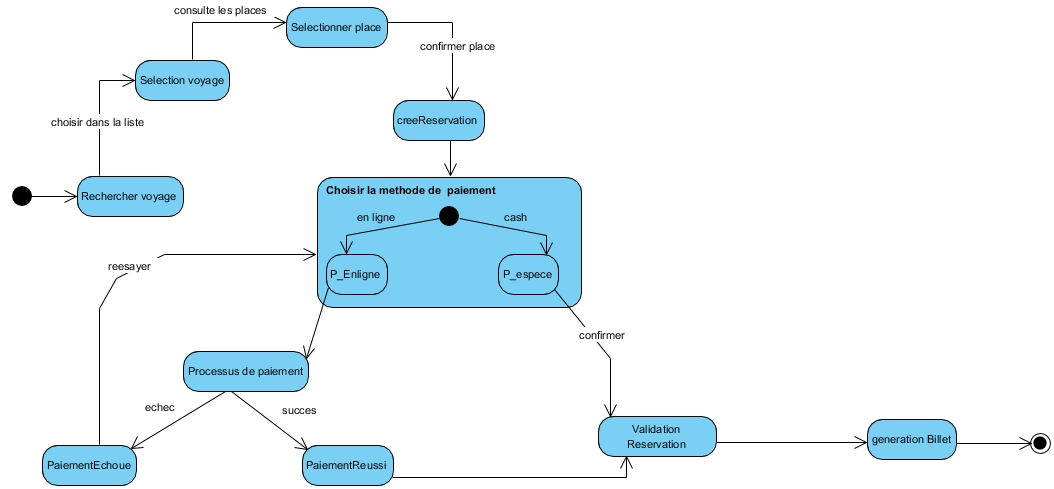 consulte les places
Selectionner place
confirmer place
Selection voyage
creeReservation
choisir dans la liste
Rechercher voyage
Choisir la methode de paiement
en ligne
cash
reesayer
P_Enligne
P_espece
confirmer
Processus de paiement
echec
succes
Validation
Reservation
generation Billet
PaiementEchoue
PaiementReussi